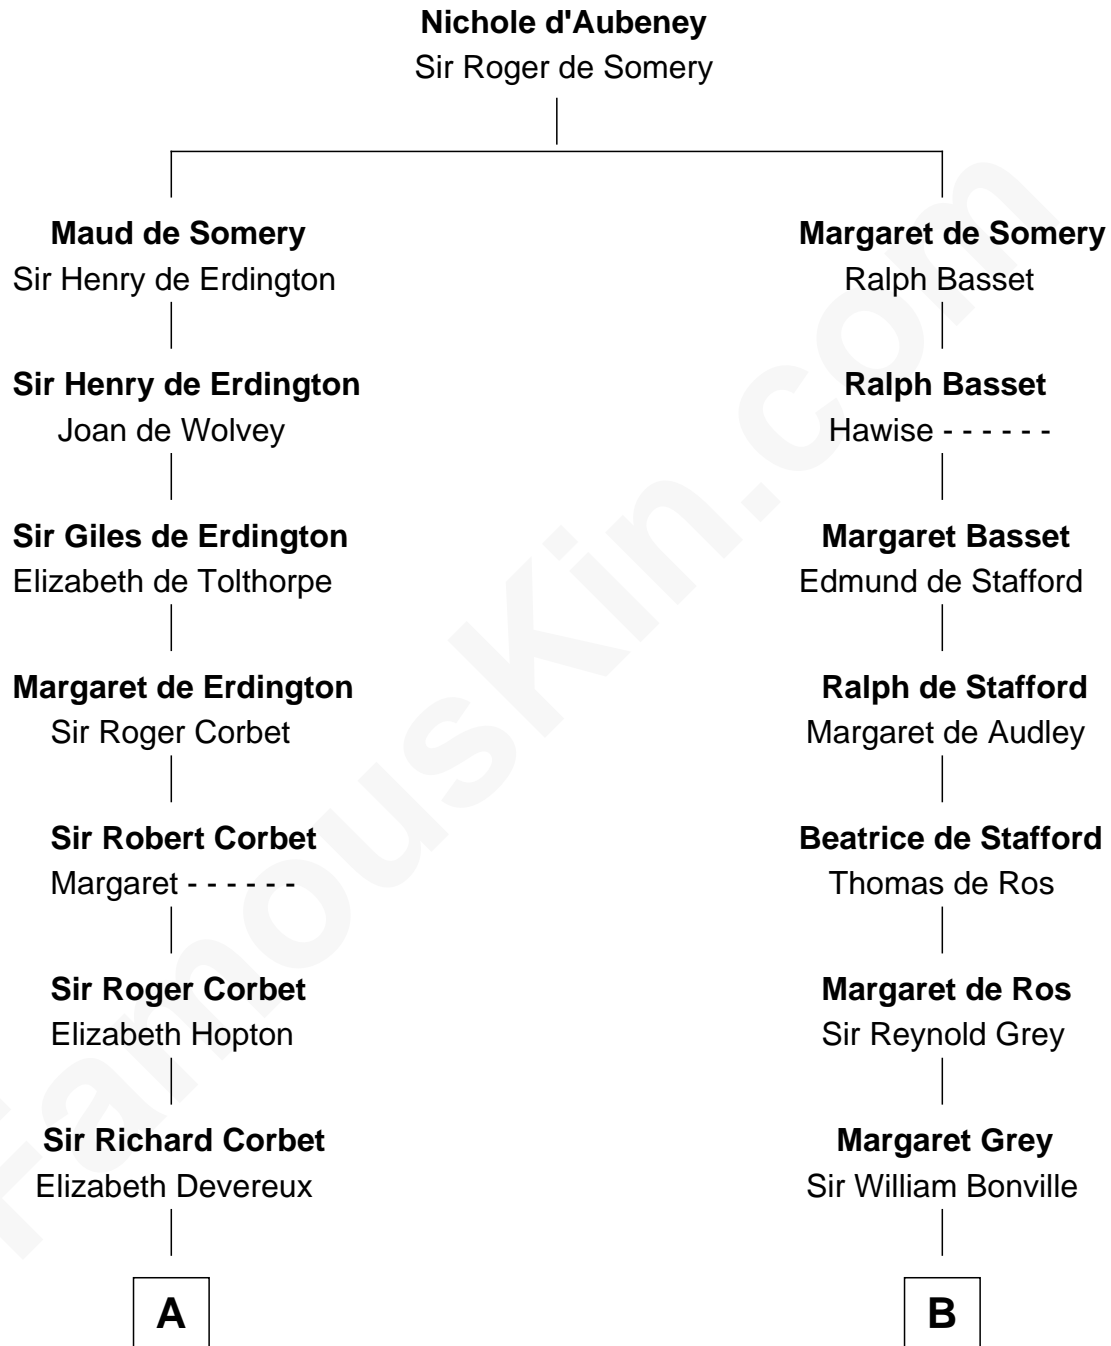 Nichole d'Aubeney
Sir Roger de Somery
Maud de Somery
Sir Henry de Erdington
Margaret de Somery
Ralph Basset
Sir Henry de Erdington
Joan de Wolvey
Ralph Basset
Hawise - - - - - -
Sir Giles de Erdington
Elizabeth de Tolthorpe
Margaret Basset
Edmund de Stafford
Margaret de Erdington
Sir Roger Corbet
Ralph de Stafford
Margaret de Audley
Sir Robert Corbet
Margaret - - - - - -
Beatrice de Stafford
Thomas de Ros
Sir Roger Corbet
Elizabeth Hopton
Margaret de Ros
Sir Reynold Grey
Sir Richard Corbet
Elizabeth Devereux
Margaret Grey
Sir William Bonville
A
B
FamousKin.com